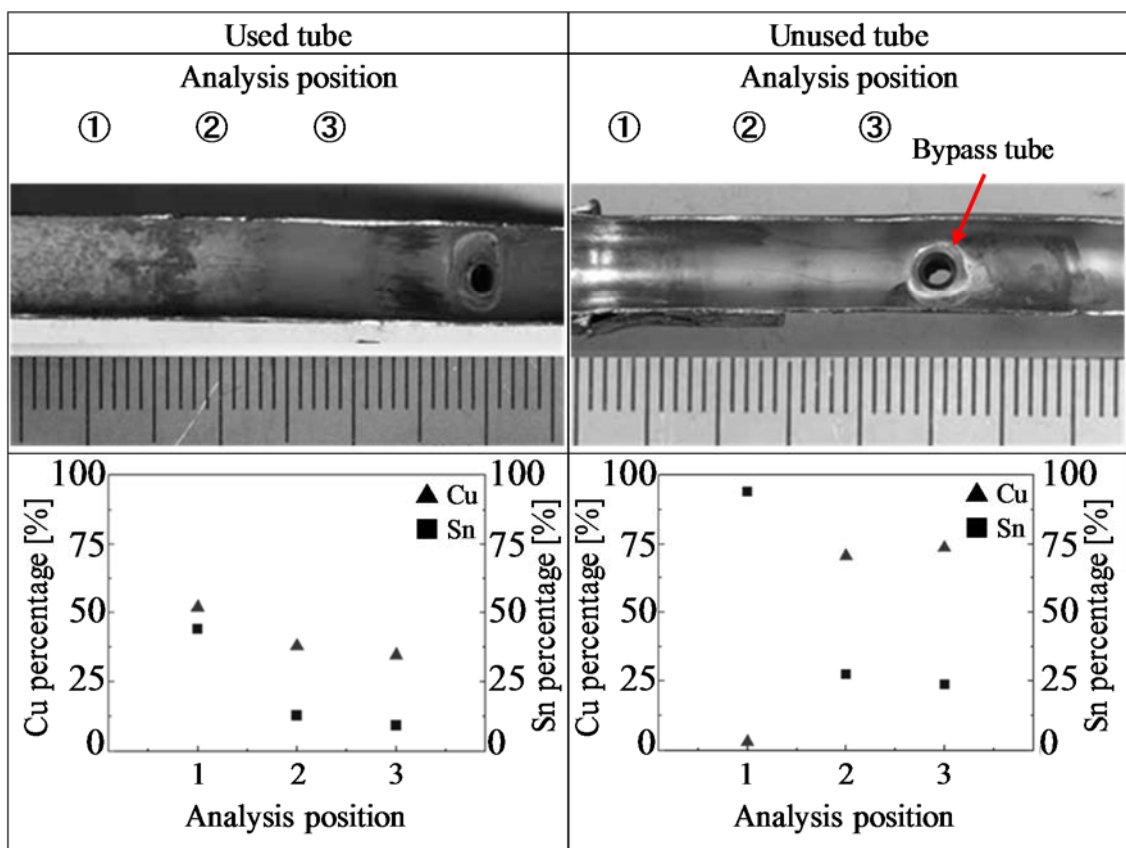 Used tube
Unused tube
Analysis position
Analysis position
① ② ③
① ② ③
Bypass tube
100
75
50
25
0
Cu percentage [%]
▲ Cu
■ Sn
100
75
50
25
0
Sn percentage [%]
1 2 3
Analysis position
100
75
50
25
0
Cu percentage [%]
▲ Cu
■ Sn
100
75
50
25
0
Sn percentage [%]
1 2 3
Analysis position